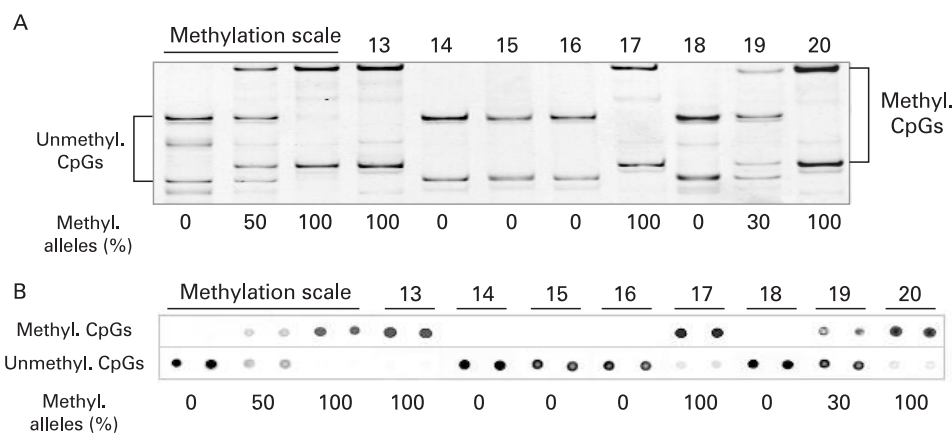 A
Methylation scale 13 14 15 16 17 18 19 20
Unmethyl.
CpGs
Methyl.
CpGs
Methyl.
alleles (%)
0 50 100 100 0 0 0 100 0 30 100
B
Methylation scale 13 14 15 16 17 18 19 20
Methyl. CpGs
Unmethyl. CpGs
Methyl.
alleles (%)
0 50 100 100 0 0 0 100 0 30 100